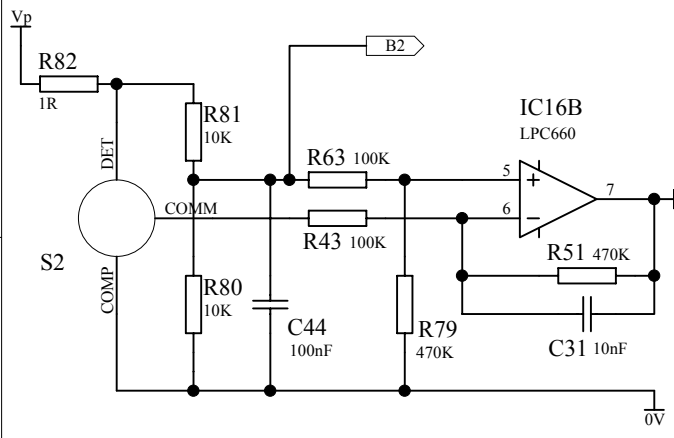 Vp
R82
1R
B2
R81
10K
DET
IC16B
LPC660
R63 100K
5
+
7
COMM
6
−
R43 100K
S2
COMP
R80
10K
R51 470K
C44
100nF
R79
470K
C31 10nF
0V